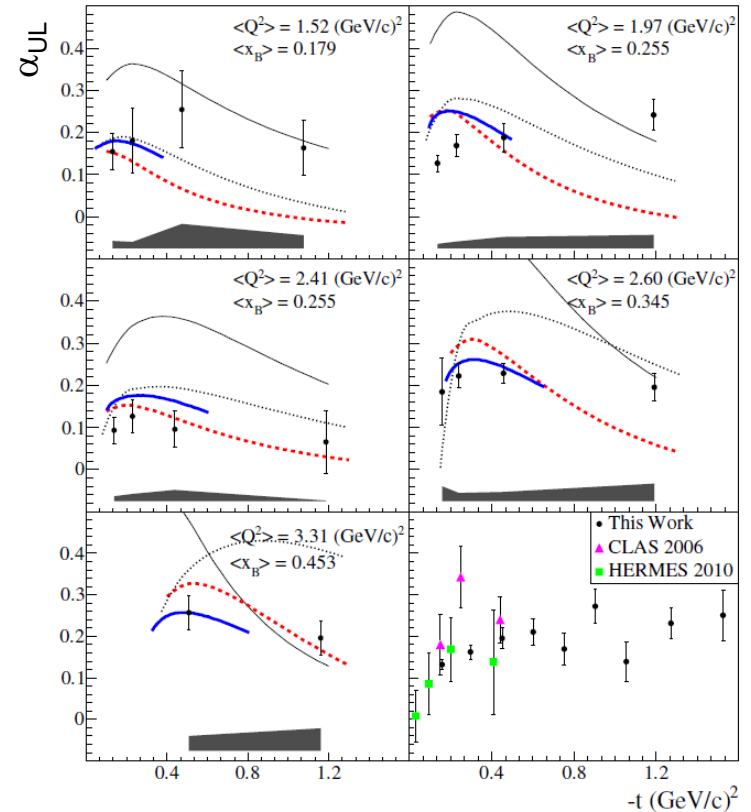 α_UL
<Q²> = 1.52 (GeV/c)²
<x_B> = 0.179
<Q²> = 1.97 (GeV/c)²
<x_B> = 0.255
0.4
0.3
0.2
0.1
0
<Q²> = 2.41 (GeV/c)²
<x_B> = 0.255
<Q²> = 2.60 (GeV/c)²
<x_B> = 0.345
0.4
0.3
0.2
0.1
0
<Q²> = 3.31 (GeV/c)²
<x_B> = 0.453
This Work
CLAS 2006
HERMES 2010
0.4
0.3
0.2
0.1
0
0.4 0.8 1.2 0.4 0.8 1.2
-t (GeV/c)²